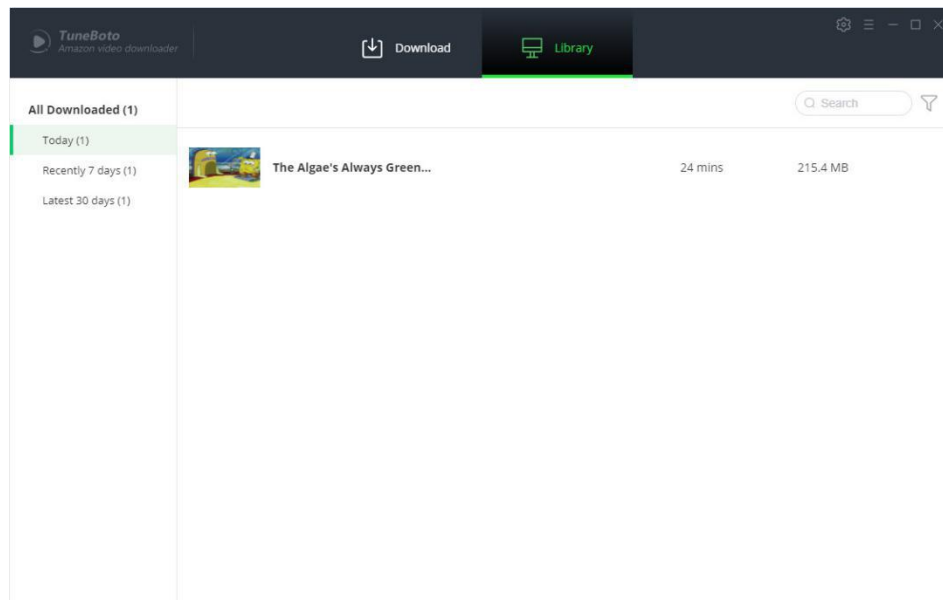 TuneBoto
Amazon video downloader
Download
Library
All Downloaded (1)
Search
Today (1)
Recently 7 days (1)
Latest 30 days (1)
The Algae's Always Green...
24 mins
215.4 MB